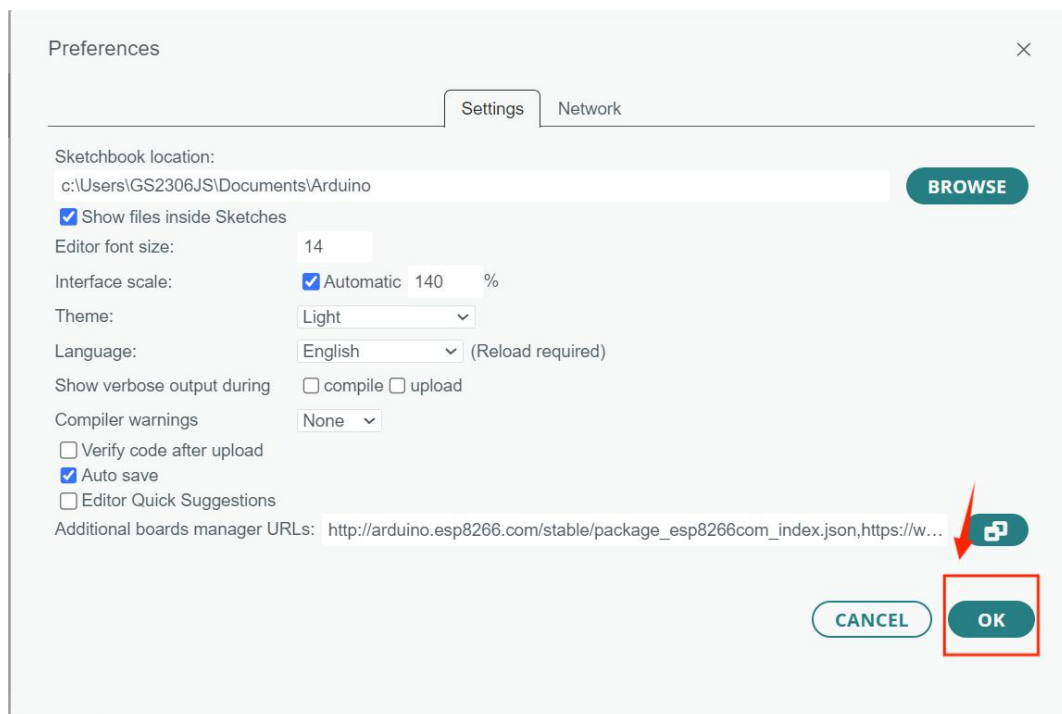 Preferences
Settings Network
Sketchbook location:
c:\Users\GS2306JS\Documents\Arduino
BROWSE
Show files inside Sketches
Editor font size: 14
Interface scale: Automatic 140 %
Theme: Light
Language: English (Reload required)
Show verbose output during compile upload
Compiler warnings None
Verify code after upload
Auto save
Editor Quick Suggestions
Additional boards manager URLs: http://arduino.esp8266.com/stable/package_esp8266com_index.json,https://w...
CANCEL OK